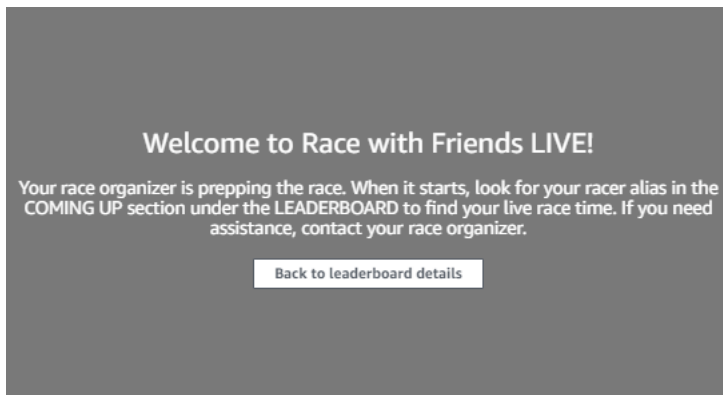 Welcome to Race with Friends LIVE!
Your race organizer is prepping the race. When it starts, look for your racer alias in the
COMING UP section under the LEADERBOARD to find your live race time. If you need
assistance, contact your race organizer.
Back to leaderboard details